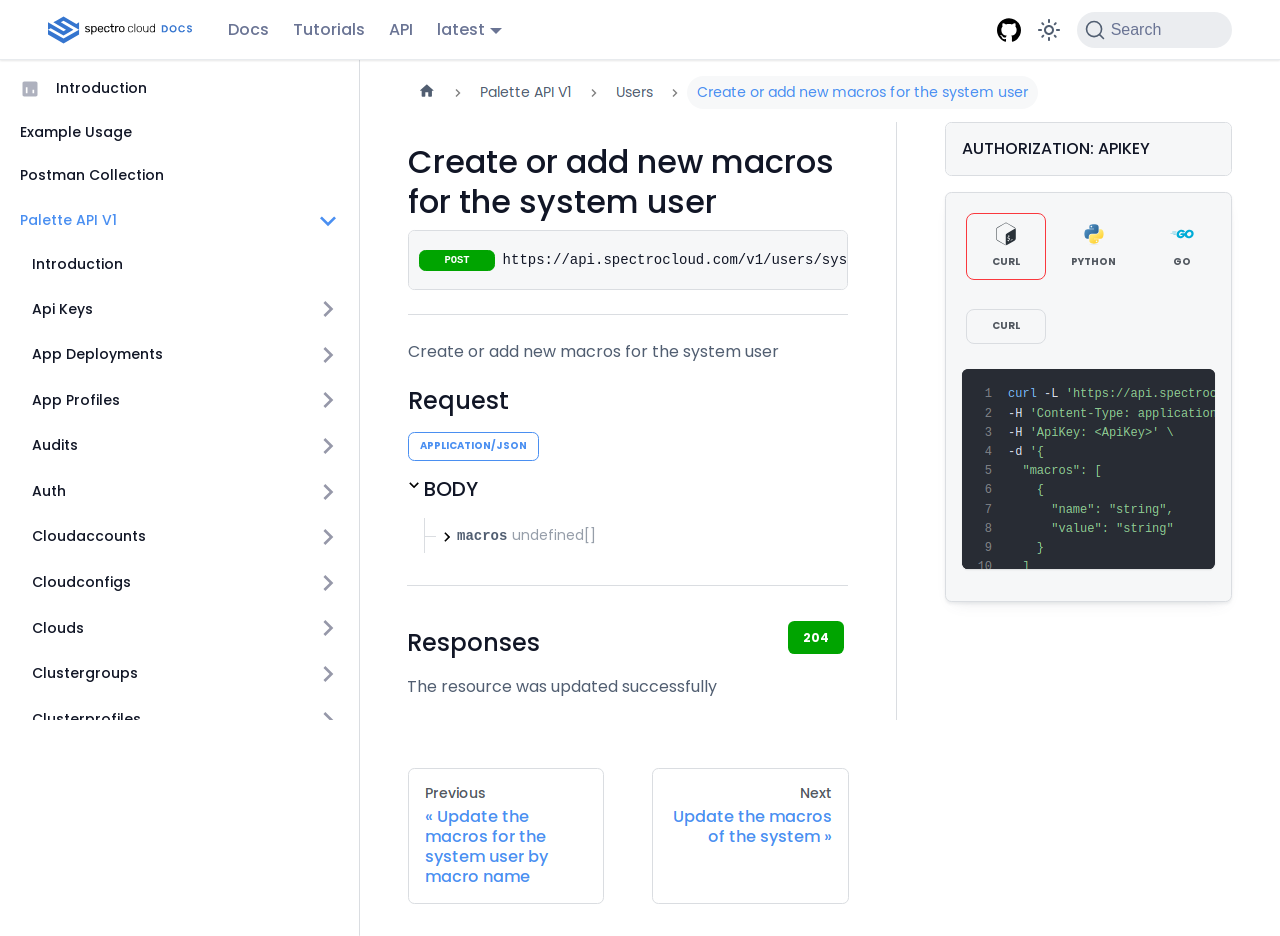 spectro cloud DOCS
Docs
Tutorials
API
latest
Search
Introduction
Example Usage
Postman Collection
Palette API V1
Introduction
Api Keys
App Deployments
App Profiles
Audits
Auth
Cloudaccounts
Cloudconfigs
Clouds
Clustergroups
Clusterprofiles
Palette API V1
Users
Create or add new macros for the system user
Create or add new macros
for the system user
POST https://api.spectrocloud.com/v1/users/sys
Create or add new macros for the system user
Request
APPLICATION/JSON
BODY
macros undefined[]
Responses
204
The resource was updated successfully
Previous
« Update the
macros for the
system user by
macro name
Next
Update the macros
of the system »
AUTHORIZATION: APIKEY
CURL
PYTHON
GO
CURL
1 curl -L 'https://api.spectroc
2 -H 'Content-Type: application
3 -H 'ApiKey: <ApiKey>' \
4 -d '{
5 "macros": [
6 {
7 "name": "string",
8 "value": "string"
9 }
10 ]